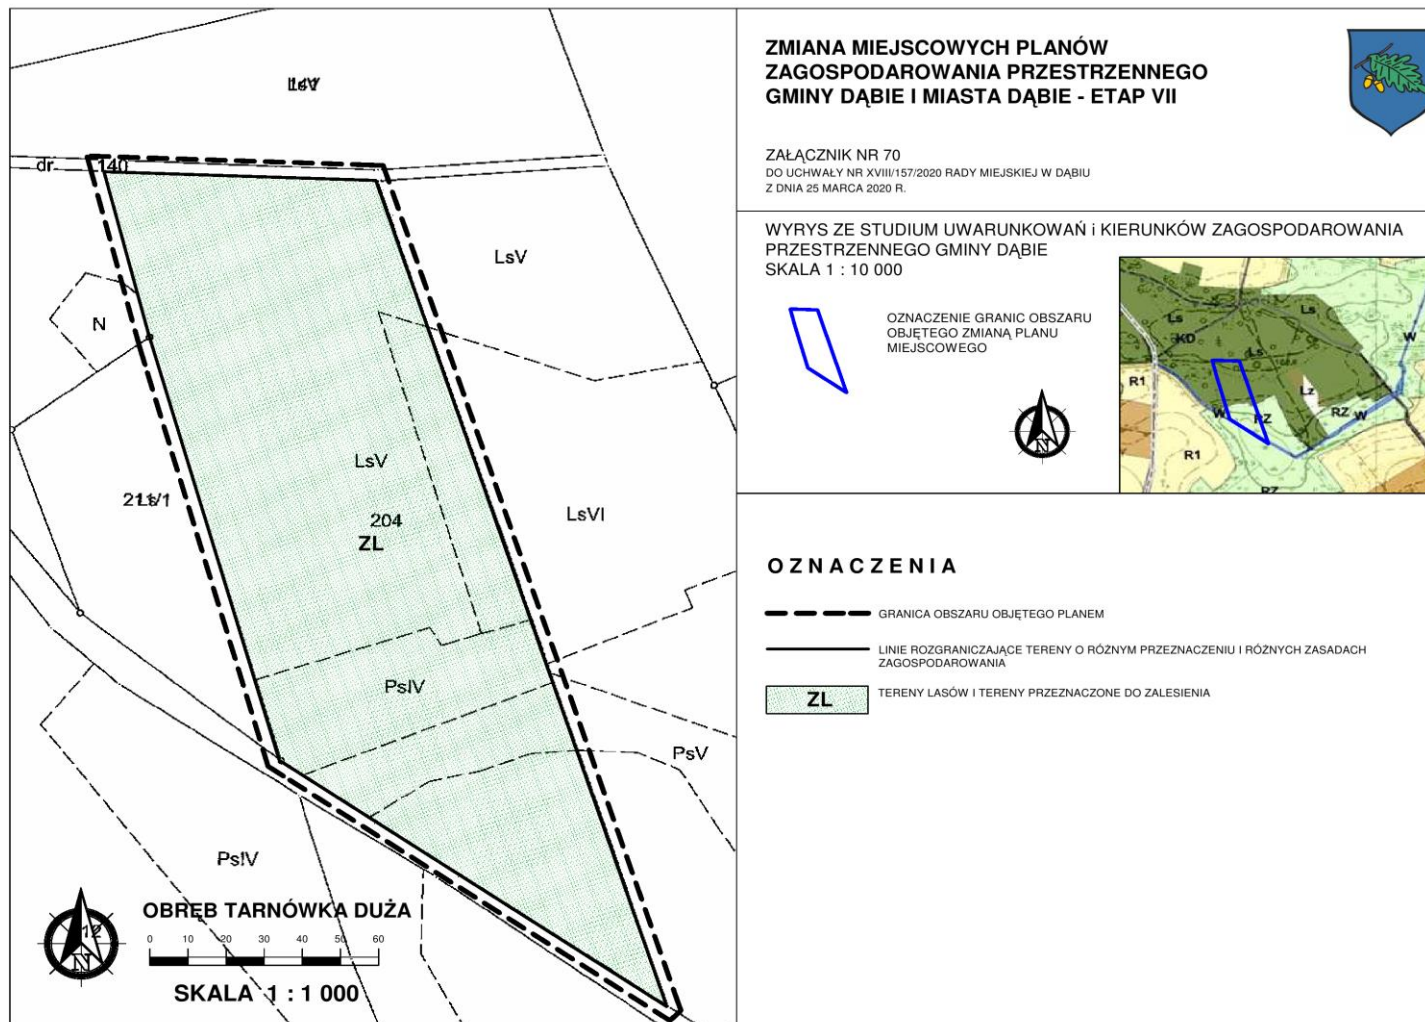 ZMIANA MIEJSCOWYCH PLANÓW
ZAGOSPODAROWANIA PRZESTRZENNEGO
GMINY DĄBIE I MIASTA DĄBIE - ETAP VII
ZAŁĄCZNIK NR 70
DO UCHWAŁY NR XVIII/157/2020 RADY MIEJSKIEJ W DĄBIU
Z DNIA 25 MARCA 2020 R.
WYRYS ZE STUDIUM UWARUNKOWAŃ i KIERUNKÓW ZAGOSPODAROWANIA
PRZESTRZENNEGO GMINY DĄBIE
SKALA 1 : 10 000
OZNACZENIE GRANIC OBSZARU
OBJĘTEGO ZMIANĄ PLANU
MIEJSCOWEGO
N
Ls
Ls
KD
Ls
W
R1
Lz
W
RZ
RZ
W
R1
RZ
OZNACZENIA
GRANICA OBSZARU OBJĘTEGO PLANEM
LINIE ROZGRANICZAJĄCE TERENY O RÓŻNYM PRZEZNACZENIU I RÓŻNYCH ZASADACH
ZAGOSPODAROWANIA
ZL
TERENY LASÓW I TERENY PRZEZNACZONE DO ZALESIENIA
dr
140
LsV
N
LsV
204
ZL
LsVI
PsIV
PsV
PsIV
OBRĘB TARNÓWKA DUŻA
12
N
0 10 20 30 40 50 60
SKALA 1 : 1 000